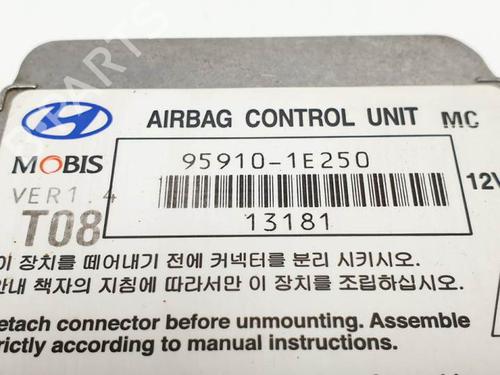 AIRBAG CONTROL UNIT MC
MOBIS
95910-1E250
VER1.4
12V
T08
13181
이 장치를 떼어내기 전에 커넥터를 분리 시키시오.
안내 책자의 지침에 따라서만 이 장치를 조립하십시오.
etach connector before unmounting. Assemble
rictly according to manual instructions.